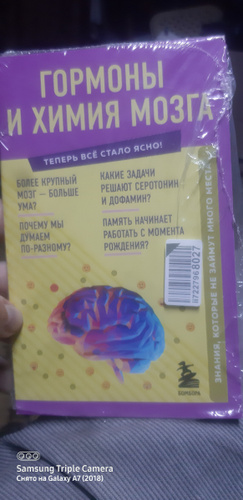 ГОРМОНЫ
И ХИМИЯ МОЗГА
ТЕПЕРЬ ВСЁ СТАЛО ЯСНО!
БОЛЕЕ КРУПНЫЙ
МОЗГ — БОЛЬШЕ
УМА?
КАКИЕ ЗАДАЧИ
РЕШАЮТ СЕРОТОНИН
И ДОФАМИН?
ПОЧЕМУ МЫ
ДУМАЕМ
ПО-РАЗНОМУ?
ПАМЯТЬ НАЧИНАЕТ
РАБОТАТЬ С МОМЕНТА
РОЖДЕНИЯ?
ЗНАНИЯ, КОТОРЫЕ НЕ ЗАЙМУТ МНОГО МЕСТА
БОМБОРА
Samsung Triple Camera
Снято на Galaxy A7 (2018)